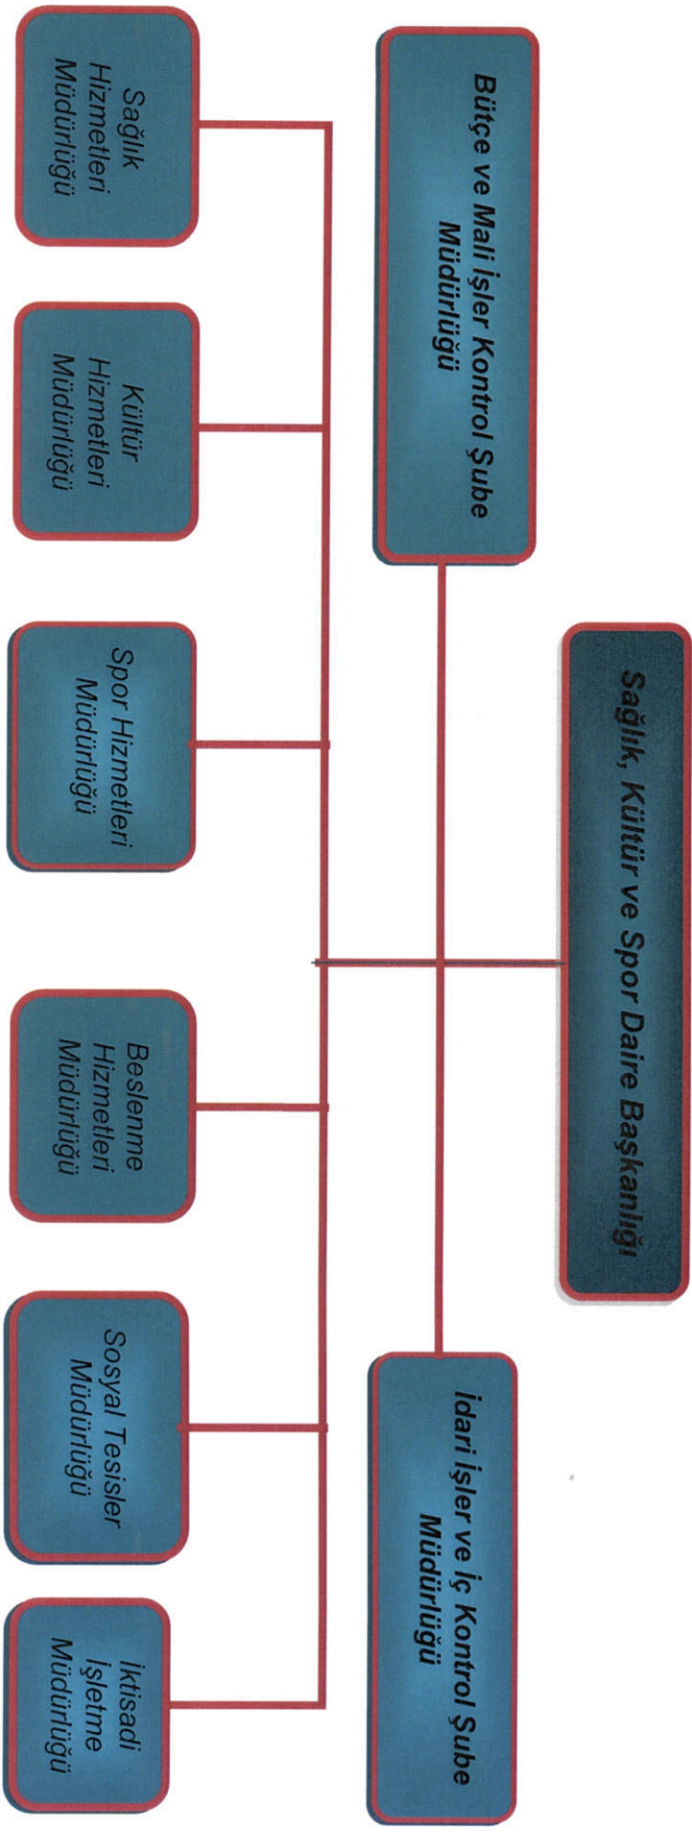 Sağlık, Kültür ve Spor Daire Başkanlığı
Bütçe ve Mali İşler Kontrol Şube
Müdürlüğü
İdari İşler ve İç Kontrol Şube
Müdürlüğü
Sağlık
Hizmetleri
Müdürlüğü
Kültür
Hizmetleri
Müdürlüğü
Spor Hizmetleri
Müdürlüğü
Beslenme
Hizmetleri
Müdürlüğü
Sosyal Tesisler
Müdürlüğü
İktisadi
İşletme
Müdürlüğü